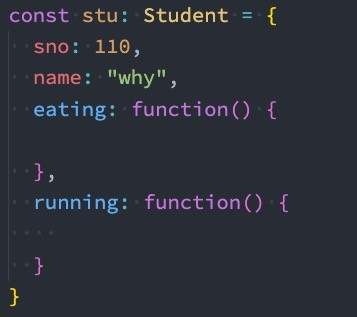 const stu: Student = {
  sno: 110,
  name: "why",
  eating: function() {

  },
  running: function() {

  }
}